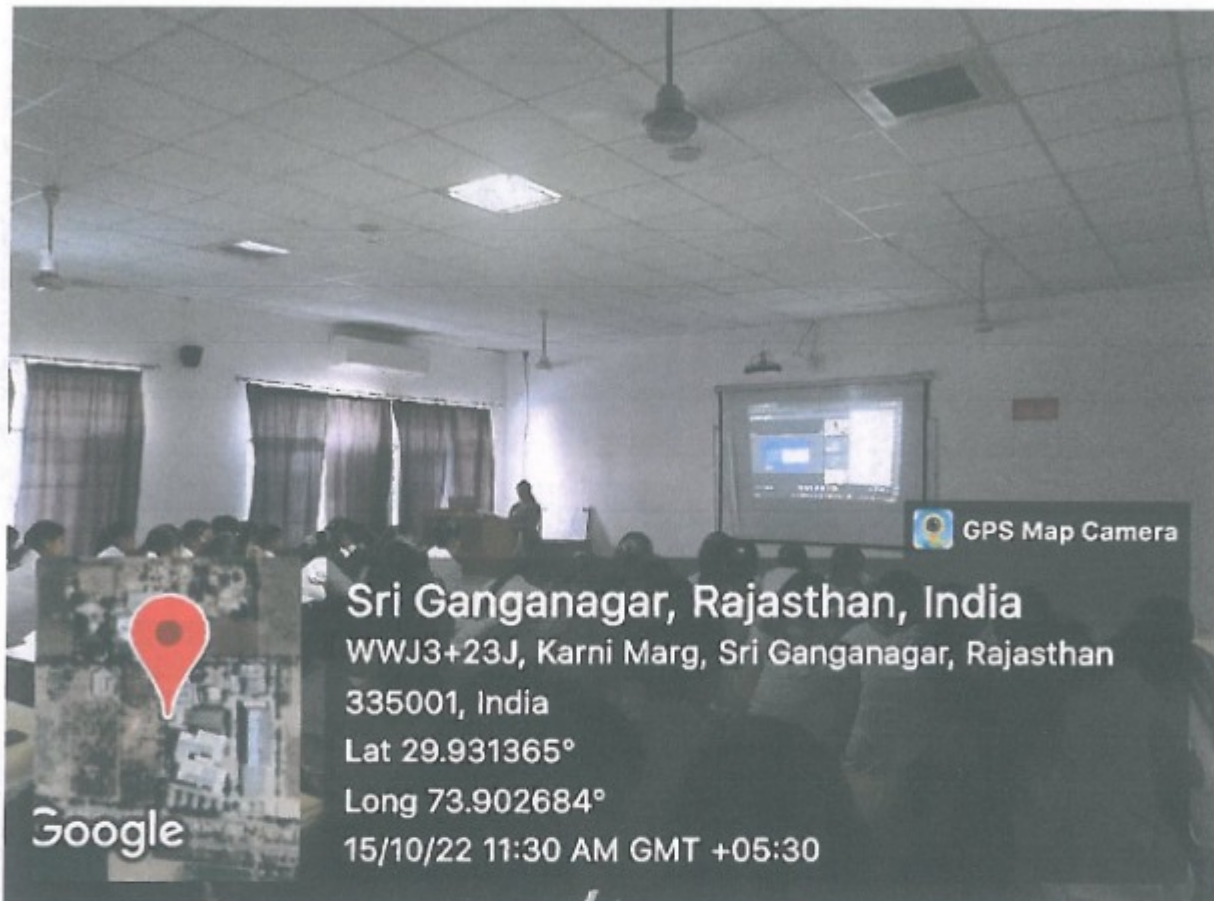 GPS Map Camera
Sri Ganganagar, Rajasthan, India
WWJ3+23J, Karni Marg, Sri Ganganagar, Rajasthan
335001, India
Lat 29.931365°
Long 73.902684°
15/10/22 11:30 AM GMT +05:30
Google